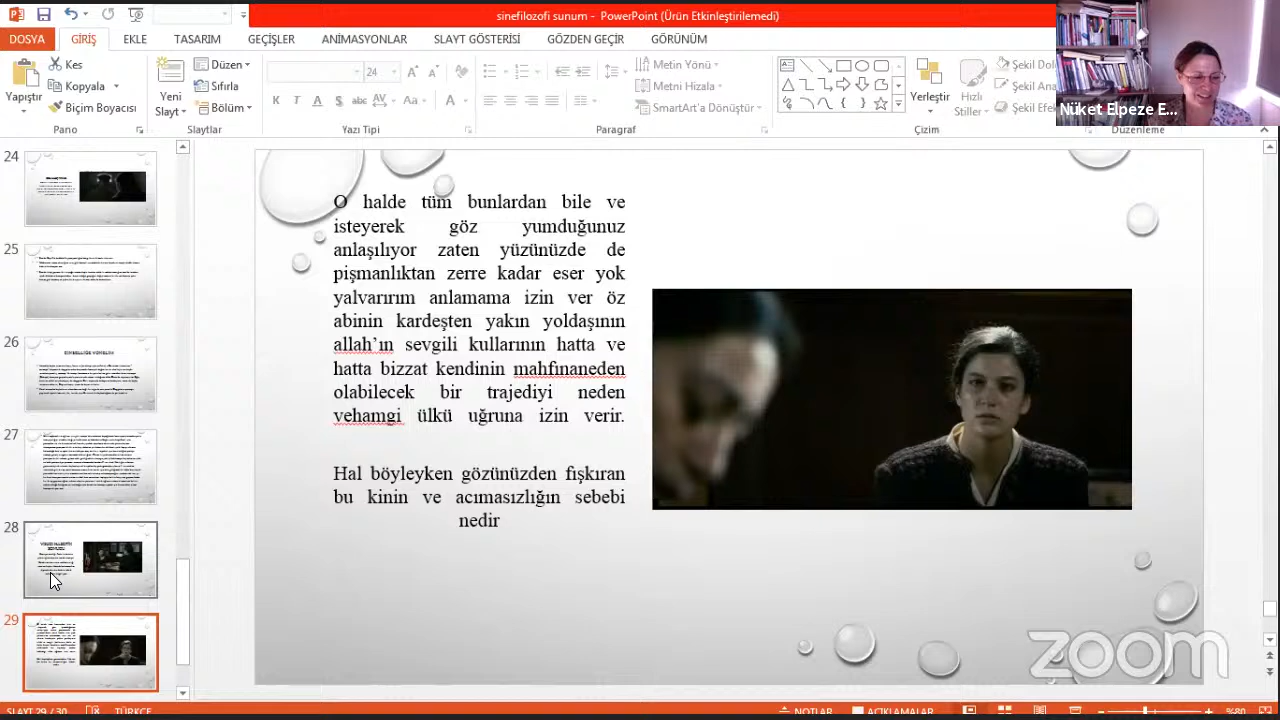 sinefilozofi sunum - PowerPoint (Ürün Etkinleştirilemedi)
DOSYA GİRİŞ EKLE TASARIM GEÇİŞLER ANİMASYONLAR SLAYT GÖSTERİSİ GÖZDEN GEÇİR GÖRÜNÜM
Yapıştır
Kes
Kopyala
Biçim Boyacısı
Pano
Yeni
Slayt
Düzen
Sıfırla
Bölüm
Slaytlar
24
Yazı Tipi
Metin Yönü
Metni Hizala
SmartArt'a Dönüştür
Paragraf
Yerleştir
Hızlı
Stiller
Çizim
Düzenleme
Nüket Elpeze E...
24
25
26
27
28
29
O halde tüm bunlardan bile ve
isteyerek göz yumduğunuz
anlaşılıyor zaten yüzünüzde de
pişmanlıktan zerre kadar eser yok
yalvarırım anlamama izin ver öz
abinin kardeşten yakın yoldaşının
allah’ın sevgili kullarının hatta ve
hatta bizzat kendinin mahfınaneden
olabilecek bir trajediyi neden
vehamgi ülkü uğruna izin verir.
Hal böyleyken gözünüzden fışkıran
bu kinin ve acımasızlığın sebebi
nedir
zoom
SLAYT 29 / 30
TÜRKÇE
NOTLAR
AÇIKLAMALAR
%80